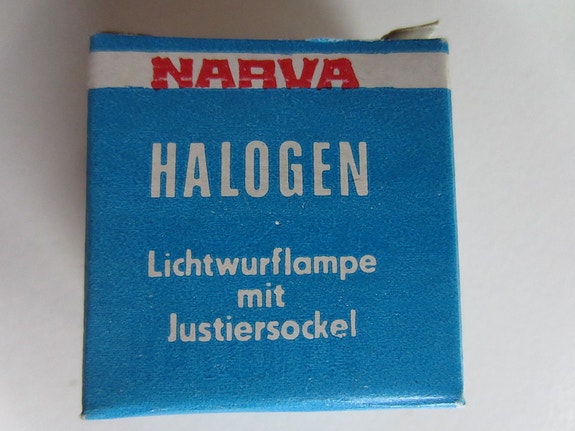 NARVA
HALOGEN
Lichtwurflampe
mit
Justiersockel